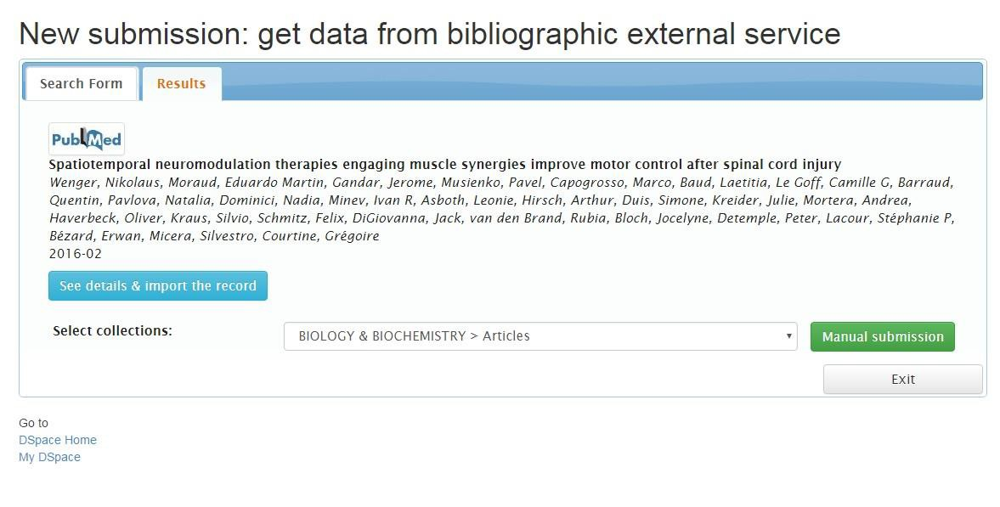 New submission: get data from bibliographic external service
Search Form
Results
PubMed
Spatiotemporal neuromodulation therapies engaging muscle synergies improve motor control after spinal cord injury
Wenger, Nikolaus, Moraud, Eduardo Martin, Gandar, Jerome, Musienko, Pavel, Capogrosso, Marco, Baud, Laetitia, Le Goff, Camille G, Barraud,
Quentin, Pavlova, Natalia, Dominici, Nadia, Minev, Ivan R, Asboth, Leonie, Hirsch, Arthur, Duis, Simone, Kreider, Julie, Mortera, Andrea,
Haverbeck, Oliver, Kraus, Silvio, Schmitz, Felix, DiGiovanna, Jack, van den Brand, Rubia, Bloch, Jocelyne, Detemple, Peter, Lacour, Stéphanie P,
Bézard, Erwan, Micera, Silvestro, Courtine, Grégoire
2016-02
See details & import the record
Select collections:
BIOLOGY & BIOCHEMISTRY > Articles
Manual submission
Exit
Go to
DSpace Home
My DSpace